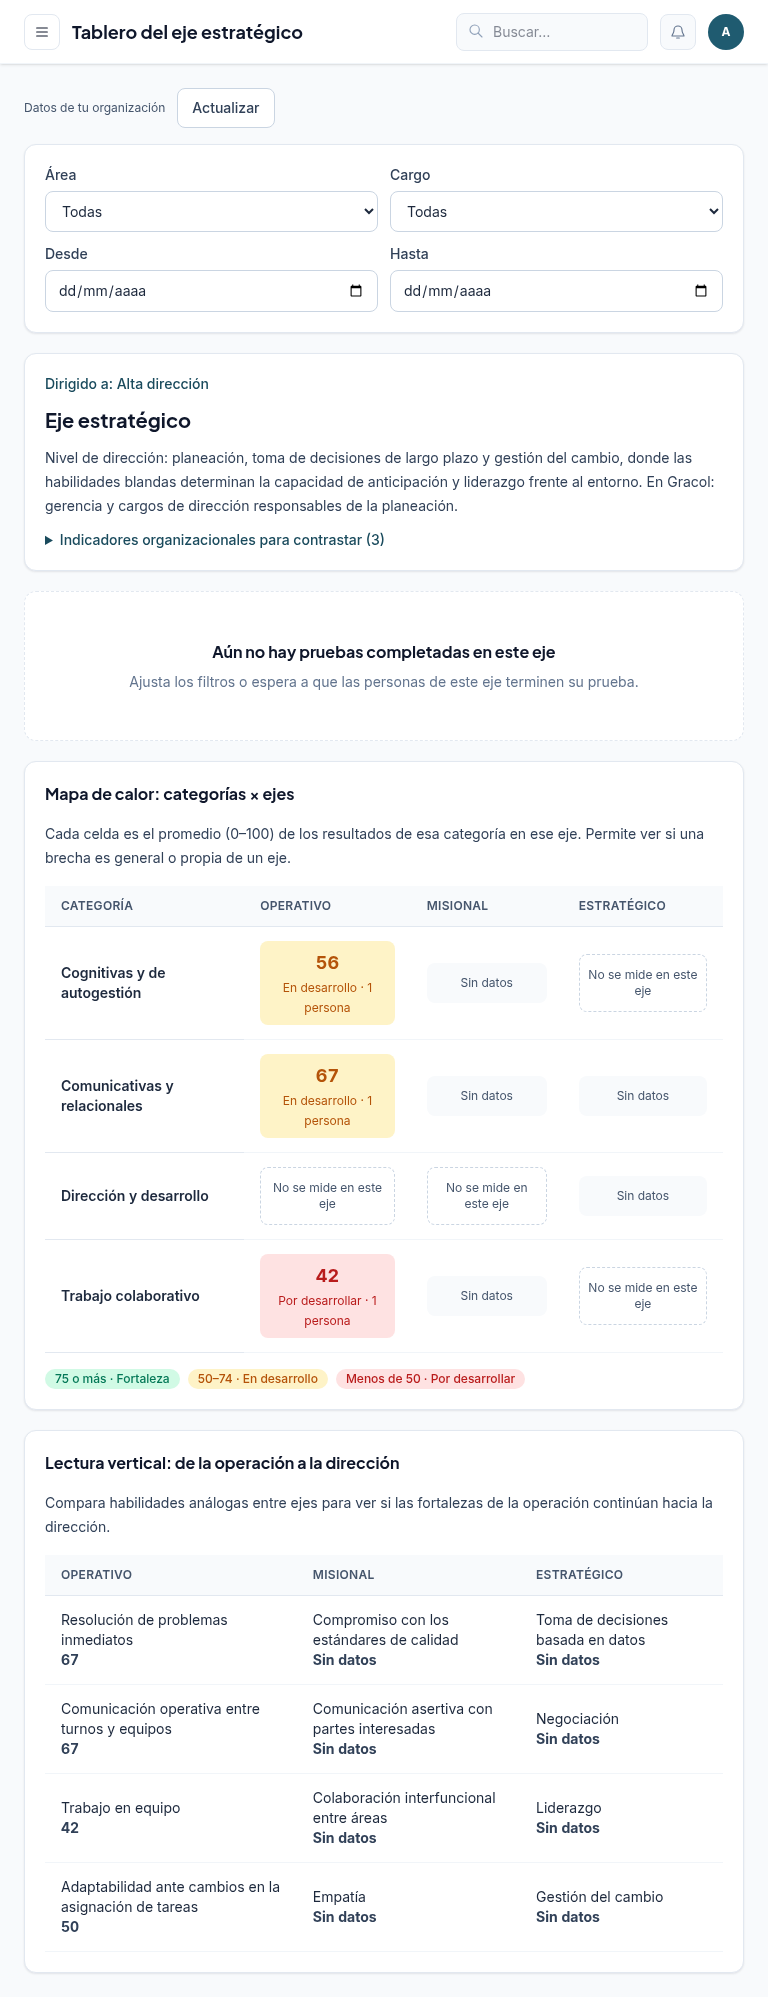 Tablero del eje estratégico
Buscar...
A
Datos de tu organización
Actualizar
Área
Cargo
Todas
Todas
Desde
Hasta
dd/mm/aaaa
dd/mm/aaaa
Dirigido a: Alta dirección
Eje estratégico
Nivel de dirección: planeación, toma de decisiones de largo plazo y gestión del cambio, donde las
habilidades blandas determinan la capacidad de anticipación y liderazgo frente al entorno. En Gracol:
gerencia y cargos de dirección responsables de la planeación.
Indicadores organizacionales para contrastar (3)
Aún no hay pruebas completadas en este eje
Ajusta los filtros o espera a que las personas de este eje terminen su prueba.
Mapa de calor: categorías × ejes
Cada celda es el promedio (0–100) de los resultados de esa categoría en ese eje. Permite ver si una
brecha es general o propia de un eje.
CATEGORÍA OPERATIVO MISIONAL ESTRATÉGICO
Cognitivas y de
autogestión
56
En desarrollo · 1
persona
Sin datos
No se mide en este
eje
Comunicativas y
relacionales
67
En desarrollo · 1
persona
Sin datos
Sin datos
Dirección y desarrollo
No se mide en este
eje
No se mide en
este eje
Sin datos
Trabajo colaborativo
42
Por desarrollar · 1
persona
Sin datos
No se mide en este
eje
75 o más · Fortaleza
50–74 · En desarrollo
Menos de 50 · Por desarrollar
Lectura vertical: de la operación a la dirección
Compara habilidades análogas entre ejes para ver si las fortalezas de la operación continúan hacia la
dirección.
OPERATIVO MISIONAL ESTRATÉGICO
Resolución de problemas
inmediatos
67
Compromiso con los
estándares de calidad
Sin datos
Toma de decisiones
basada en datos
Sin datos
Comunicación operativa entre
turnos y equipos
67
Comunicación asertiva con
partes interesadas
Sin datos
Negociación
Sin datos
Trabajo en equipo
42
Colaboración interfuncional
entre áreas
Sin datos
Liderazgo
Sin datos
Adaptabilidad ante cambios en la
asignación de tareas
50
Empatía
Sin datos
Gestión del cambio
Sin datos